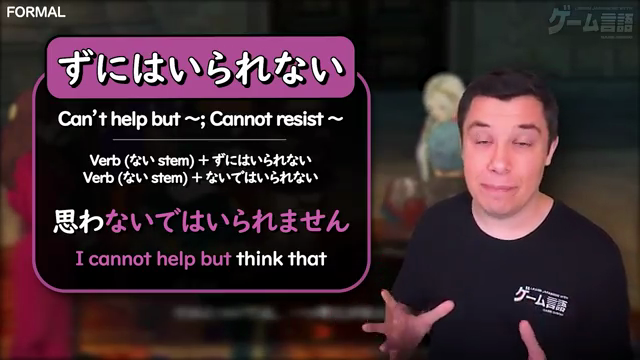 FORMAL
ゲーム言語
ずにはいられない
Can't help but ～; Cannot resist ～
Verb (ない stem) + ずにはいられない
Verb (ない stem) + ないではいられない
思わないではいられません
I cannot help but think that
ゲーム言語